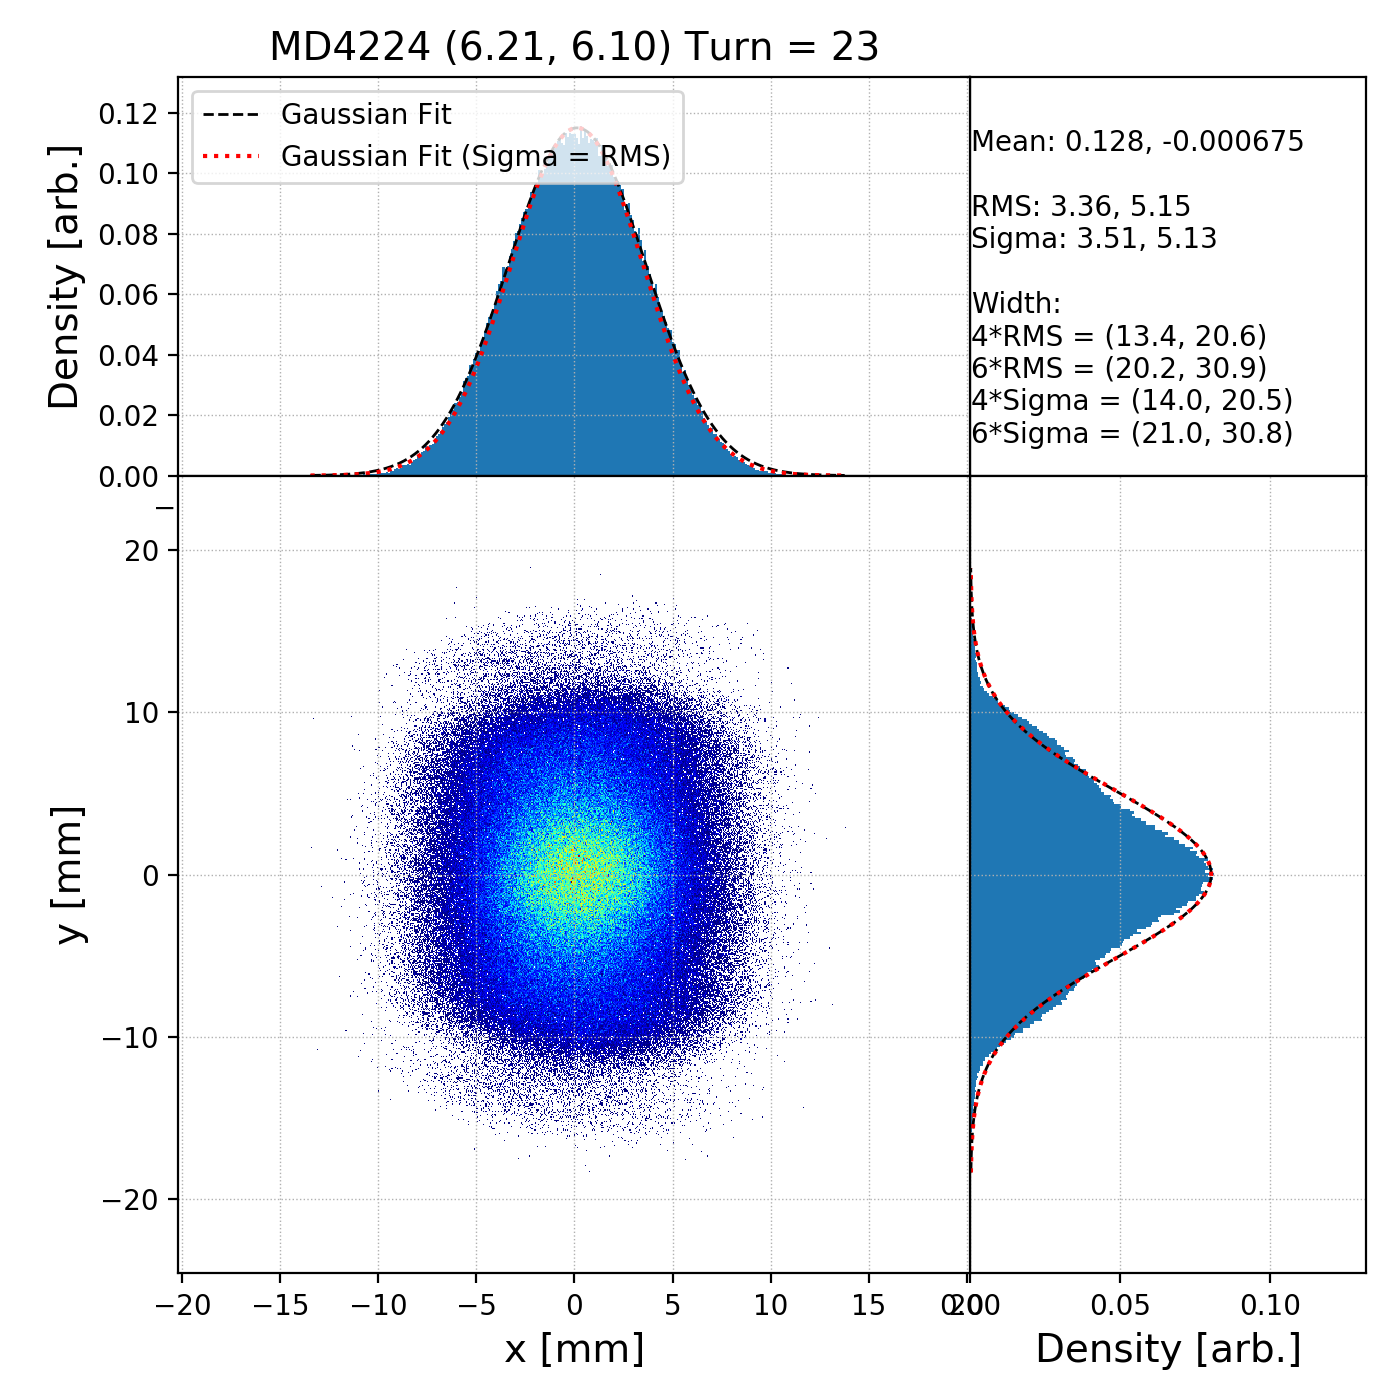 MD4224 (6.21, 6.10) Turn = 23
Gaussian Fit
Gaussian Fit (Sigma = RMS)
Density [arb.]
0.12
0.10
0.08
0.06
0.04
0.02
0.00
Mean: 0.128, -0.000675
RMS: 3.36, 5.15
Sigma: 3.51, 5.13
Width:
4*RMS = (13.4, 20.6)
6*RMS = (20.2, 30.9)
4*Sigma = (14.0, 20.5)
6*Sigma = (21.0, 30.8)
y [mm]
20
10
0
−10
−20
−20 −15 −10 −5 0 5 10 15 20
x [mm]
0.00 0.05 0.10
Density [arb.]